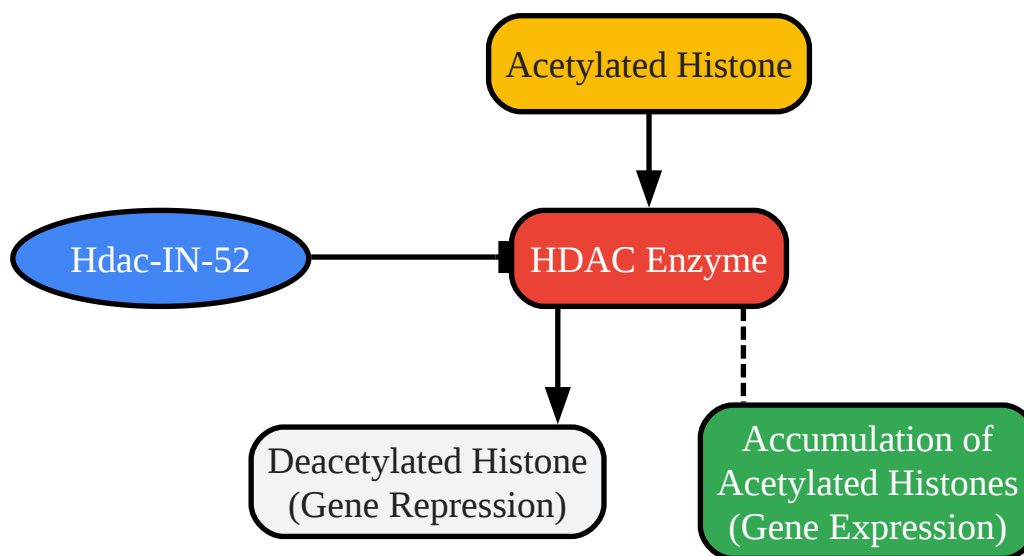 Acetylated Histone
Hdac-IN-52
HDAC Enzyme
Deacetylated Histone
(Gene Repression)
Accumulation of
Acetylated Histones
(Gene Expression)